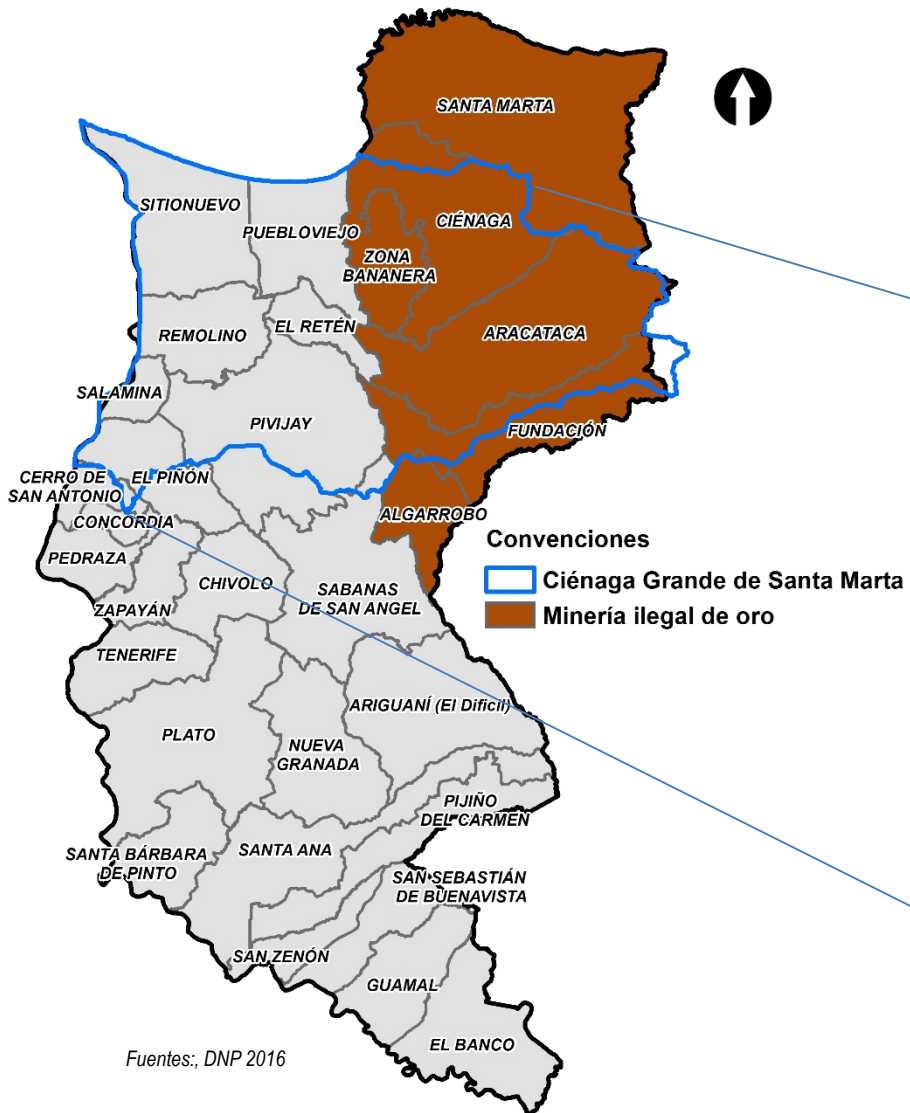 SANTA MARTA
SITIONUEVO
CIÉNAGA
PUEBLOVIEJO
ZONA
BANANERA
REMOLINO
EL RETÉN
ARACATACA
SALAMINA
PIVIJAY
FUNDACIÓN
CERRO DE
SAN ANTONIO
EL PIÑÓN
CONCORDIA
ALGARROBO
PEDRAZA
CHIVOLO
SABANAS
DE SAN ANGEL
ZAPAYÁN
TENERIFE
ARIGUANÍ (El Dificil)
PLATO
NUEVA
GRANADA
PIJIÑO
DEL CARMEN
SANTA BÁRBARA
DE PINTO
SANTA ANA
SAN SEBASTIÁN
DE BUENAVISTA
SAN ZENÓN
GUAMAL
EL BANCO
Convenciones
Ciénaga Grande de Santa Marta
Minería ilegal de oro
Fuentes:, DNP 2016